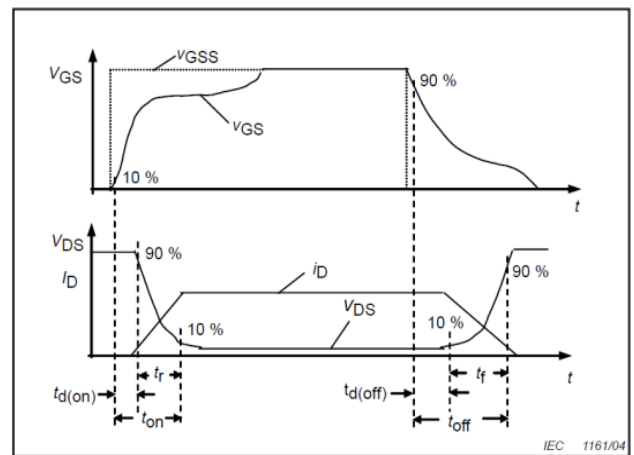 vGSS
VGS
90 %
vGS
10 %
t
VDS
ID
90 %
iD
90 %
VDS
10 %
10 %
tr
tf
t
td(on)
td(off)
ton
toff
IEC 1161/04